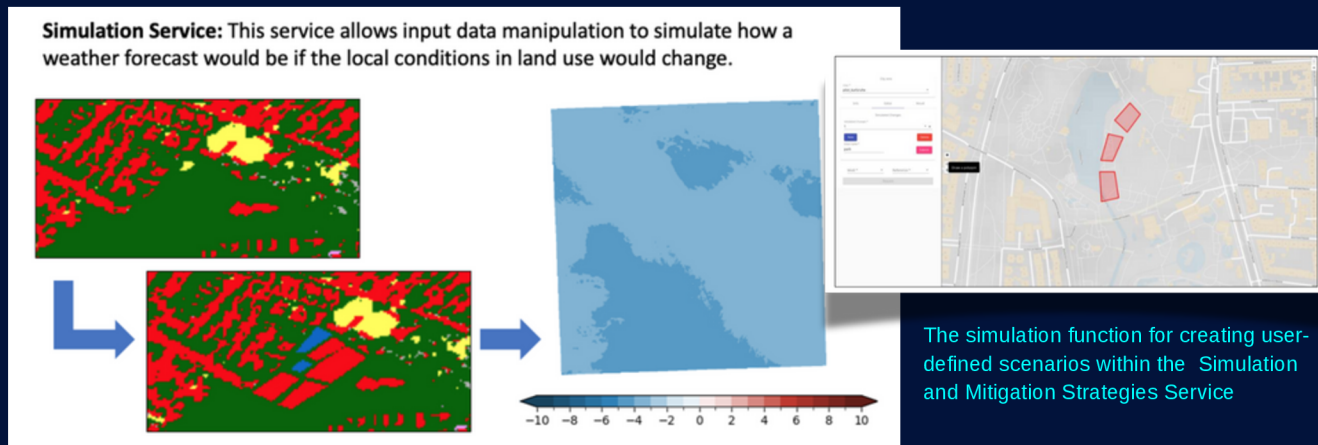 Simulation Service: This service allows input data manipulation to simulate how a
weather forecast would be if the local conditions in land use would change.
−10 −8 −6 −4 −2 0 2 4 6 8 10
The simulation function for creating user-
defined scenarios within the Simulation
and Mitigation Strategies Service